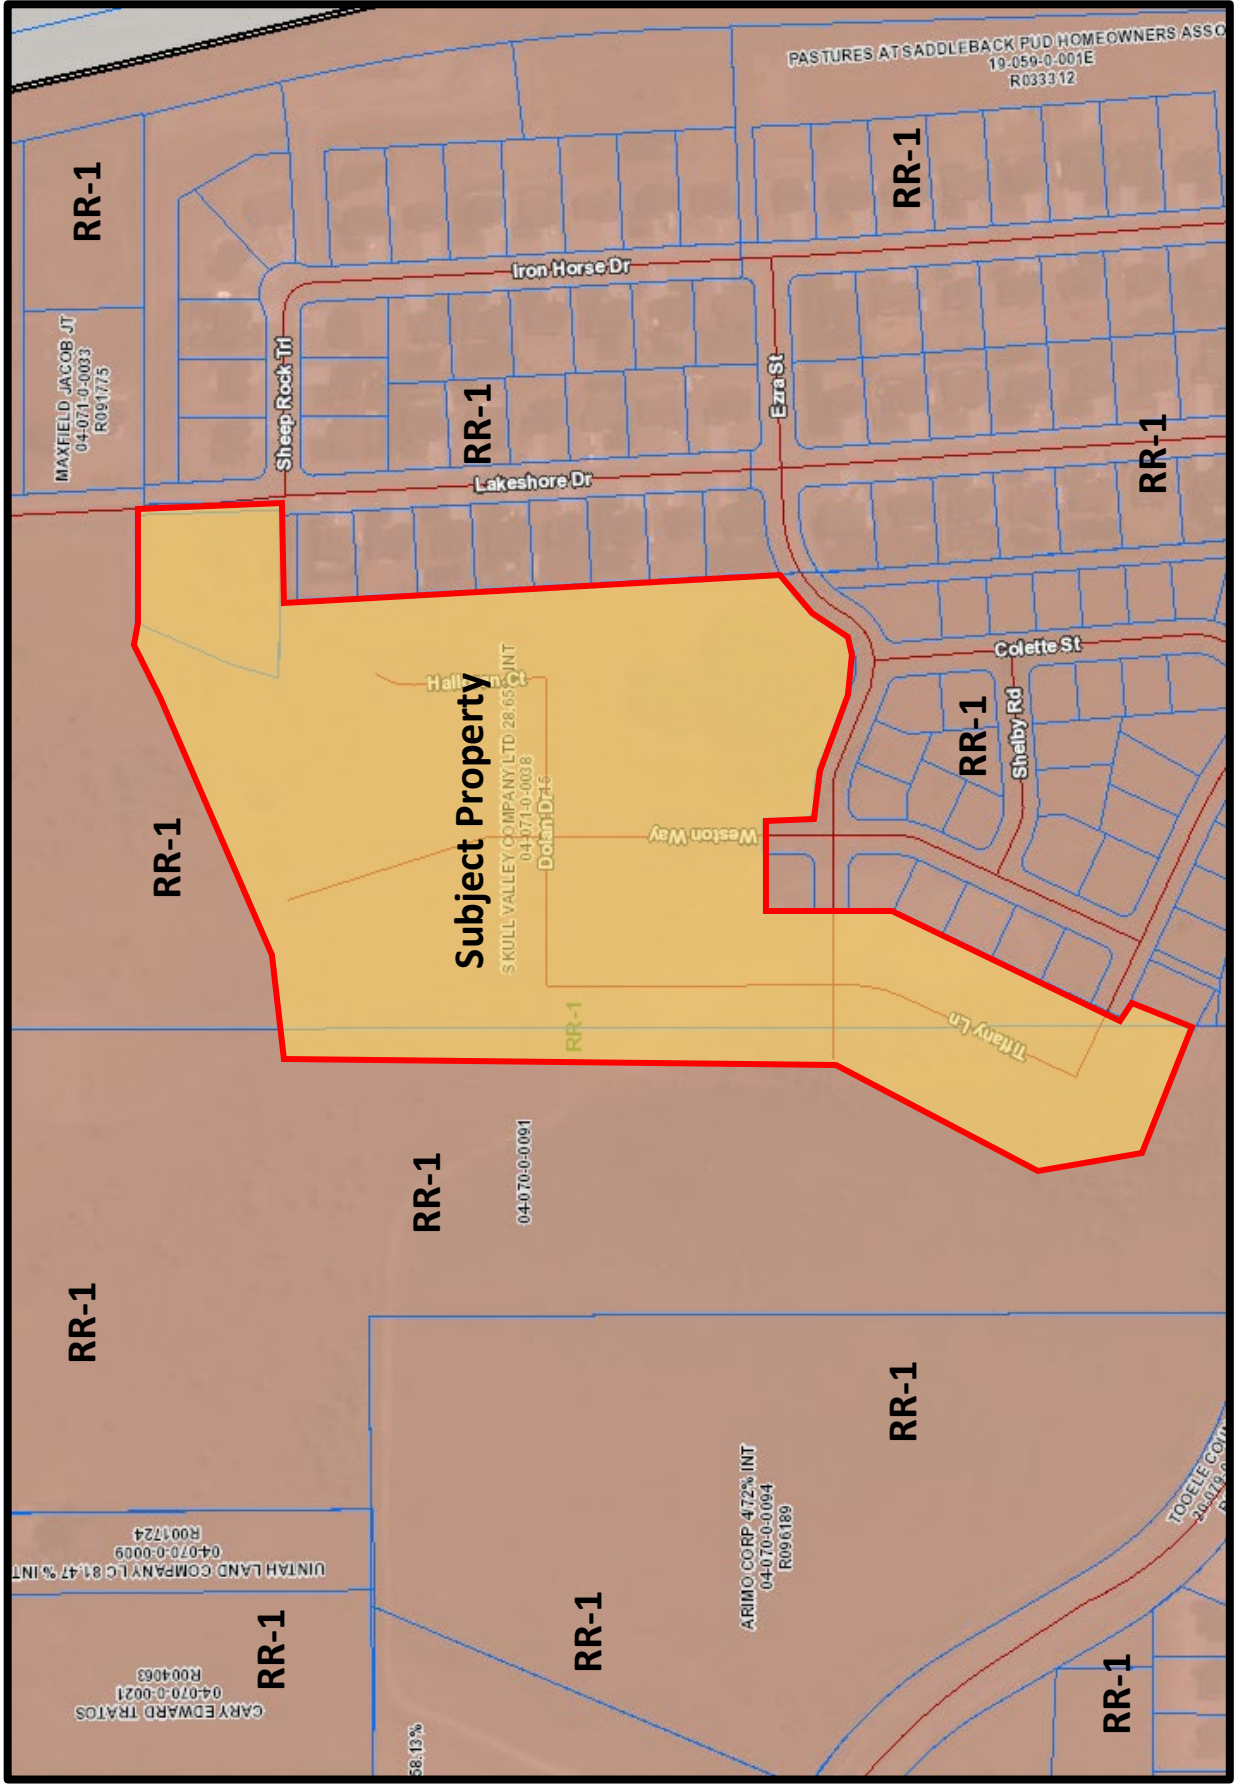 PASTURES AT SADDLEBACK PUD HOMEOWNERS ASSO
19-059-0-001E
R033312
RR-1
RR-1
MAXFIELD JACOB JT
04-071-0-0033
R091775
Iron Horse Dr
Sheep Rock Trl
Ezra St
RR-1
Lakeshore Dr
RR-1
Colette St
Shelby Rd
RR-1
Subject Property
SKULL VALLEY COMPANY LTD
04-071-0-0038
Dolan Dr
Weston Way
RR-1
RR-1
Tiffany Ln
04-070-0-0091
RR-1
RR-1
RR-1
ARIMO CORP 4.72% INT
04-070-0-0094
R096189
UINTAH LAND COMPANY LC 81.47 % INT
04-070-0-0009
R001724
RR-1
CARY EDWARD TRATOS
04-070-0-0021
R004063
RR-1
RR-1
58.13%
TOOELE